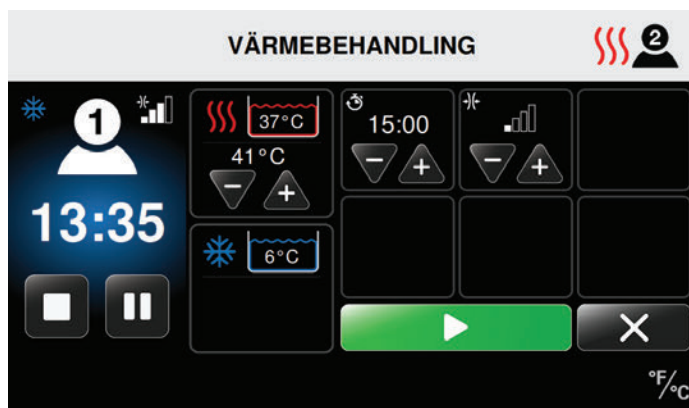 VÄRMEBEHANDLING
2
1
13:35
37°C
41°C
6°C
15:00
°F/°C